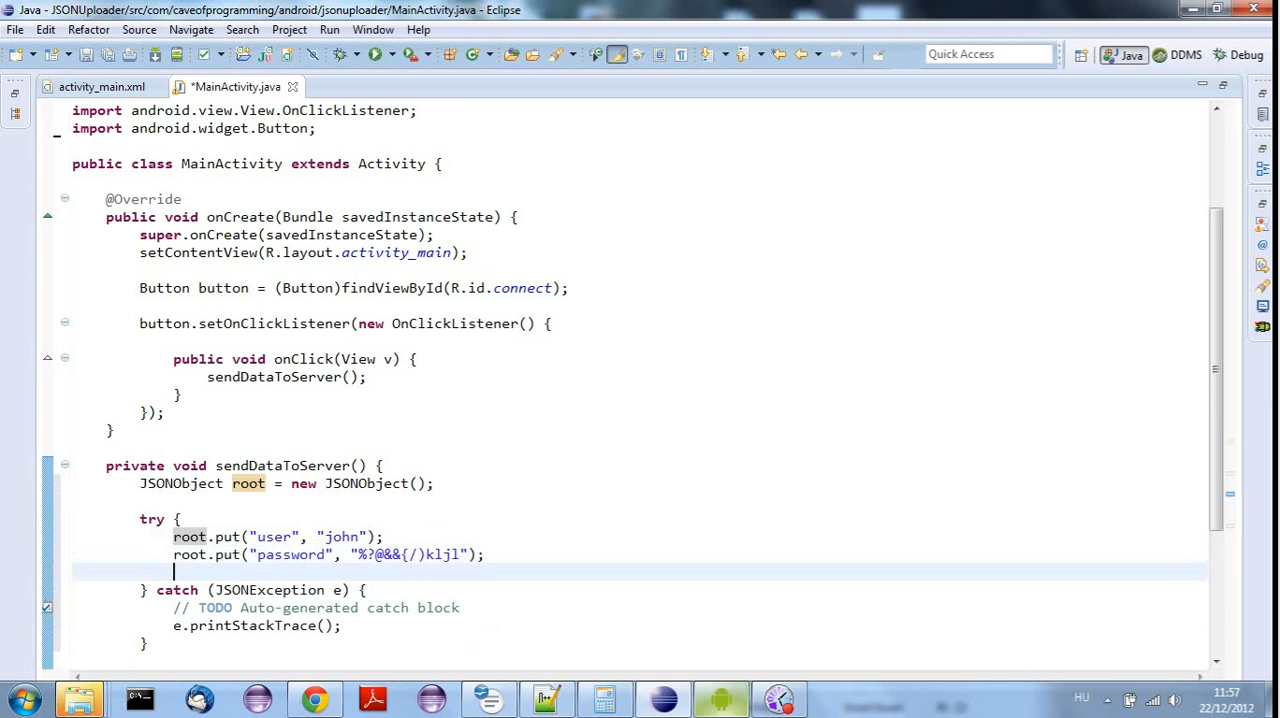 Java - JSONUploader/src/com/caveofprogramming/android/jsonuploader/MainActivity.java - Eclipse
File Edit Refactor Source Navigate Search Project Run Window Help
Quick Access Java DDMS Debug
activity_main.xml *MainActivity.java
import android.view.View.OnClickListener;
import android.widget.Button;
public class MainActivity extends Activity {
@Override
public void onCreate(Bundle savedInstanceState) {
super.onCreate(savedInstanceState);
setContentView(R.layout.activity_main);
Button button = (Button)findViewById(R.id.connect);
button.setOnClickListener(new OnClickListener() {
public void onClick(View v) {
sendDataToServer();
}
});
}
private void sendDataToServer() {
JSONObject root = new JSONObject();
try {
root.put("user", "john");
root.put("password", "%?@&&{/)kljl");
} catch (JSONException e) {
// TODO Auto-generated catch block
e.printStackTrace();
}
HU
11:57
22/12/2012